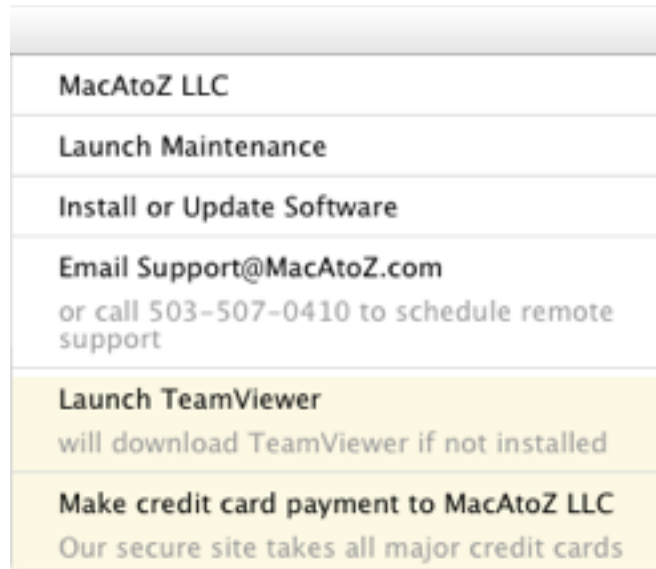 MacAtoZ LLC
Launch Maintenance
Install or Update Software
Email Support@MacAtoZ.com
or call 503-507-0410 to schedule remote
support
Launch TeamViewer
will download TeamViewer if not installed
Make credit card payment to MacAtoZ LLC
Our secure site takes all major credit cards